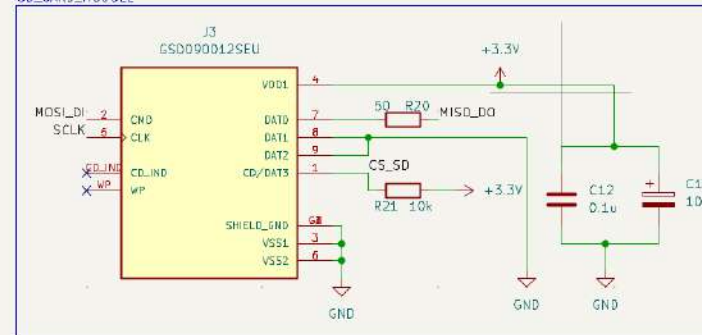 J3
GSD090012SEU
+3.3V
VDD1 4
MOSI_DI 2 CMD
DAT0 7 50 R20 MISO_DO
SCLK 5 CLK
DAT1 8
DAT2 9
CD_IND CD_IND
CD/DAT3 1 CS_SD
WP WP
R21 10k +3.3V
C12
0.1u
SHIELD_GND
VSS1 3
VSS2 6
GND
GND
GND